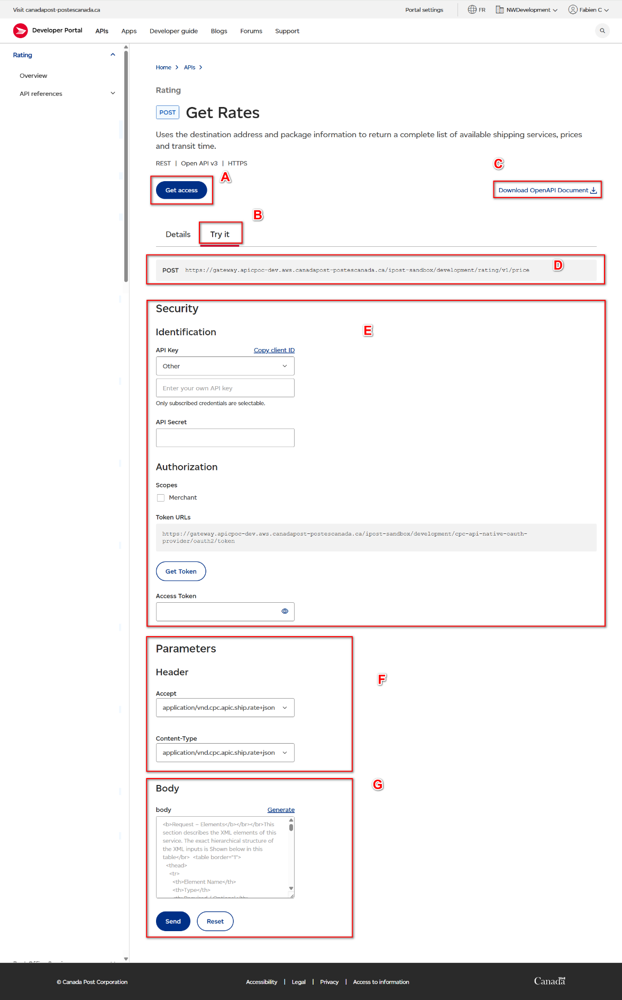 Visit canadapost-postescanada.ca
Portal settings
FR
NWDevelopment
Fabien C
Developer Portal
APIs
Apps
Developer guide
Blogs
Forums
Support
Rating
Overview
API references
Home
APIs
Rating
POST
Get Rates
Uses the destination address and package information to return a complete list of available shipping services, prices
and transit time.
REST | Open API v3 | HTTPS
C
A
Get access
Download OpenAPI Document
B
Details
Try it
D
POST https://gateway.apicpoc-dev.aws.canadapost-postescanada.ca/ipost-sandbox/development/rating/v1/price
Security
E
Identification
API Key
Copy client ID
Other
Enter your own API key
Only subscribed credentials are selectable.
API Secret
Authorization
Scopes
Merchant
Token URLs
https://gateway.apicpoc-dev.aws.canadapost-postescanada.ca/ipost-sandbox/development/cpc-api-native-oauth-
provider/oauth2/token
Get Token
Access Token
Parameters
Header
F
Accept
application/vnd.cpc.apic.ship.rate+json
Content-Type
application/vnd.cpc.apic.ship.rate+json
G
Body
body
Generate
<b>Request – Elements</b></br></br>This
section describes the XML elements of this
service. The exact hierarchical structure of
the XML inputs is Shown below in this
table</br> <table border="1">
<thead>
<tr>
<th>Element Name</th>
<th>Type</th>
<th>Required / Optional</th>
Send
Reset
© Canada Post Corporation
Accessibility | Legal | Privacy | Access to information
Canada